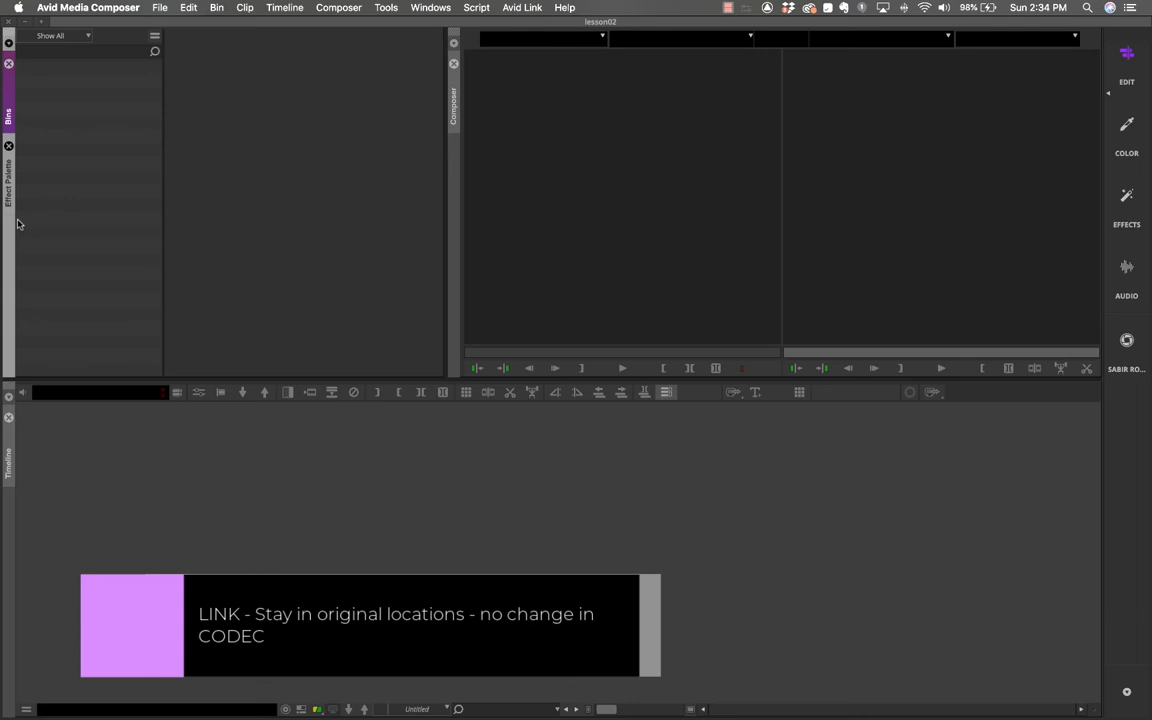 Avid Media Composer File Edit Bin Clip Timeline Composer Tools Windows Script Avid Link Help 98% Sun 2:34 PM
lesson02
Show All
Bins
Effect Palette
Composer
EDIT
COLOR
EFFECTS
AUDIO
SABIR RO...
Timeline
LINK - Stay in original locations - no change in
CODEC
Untitled